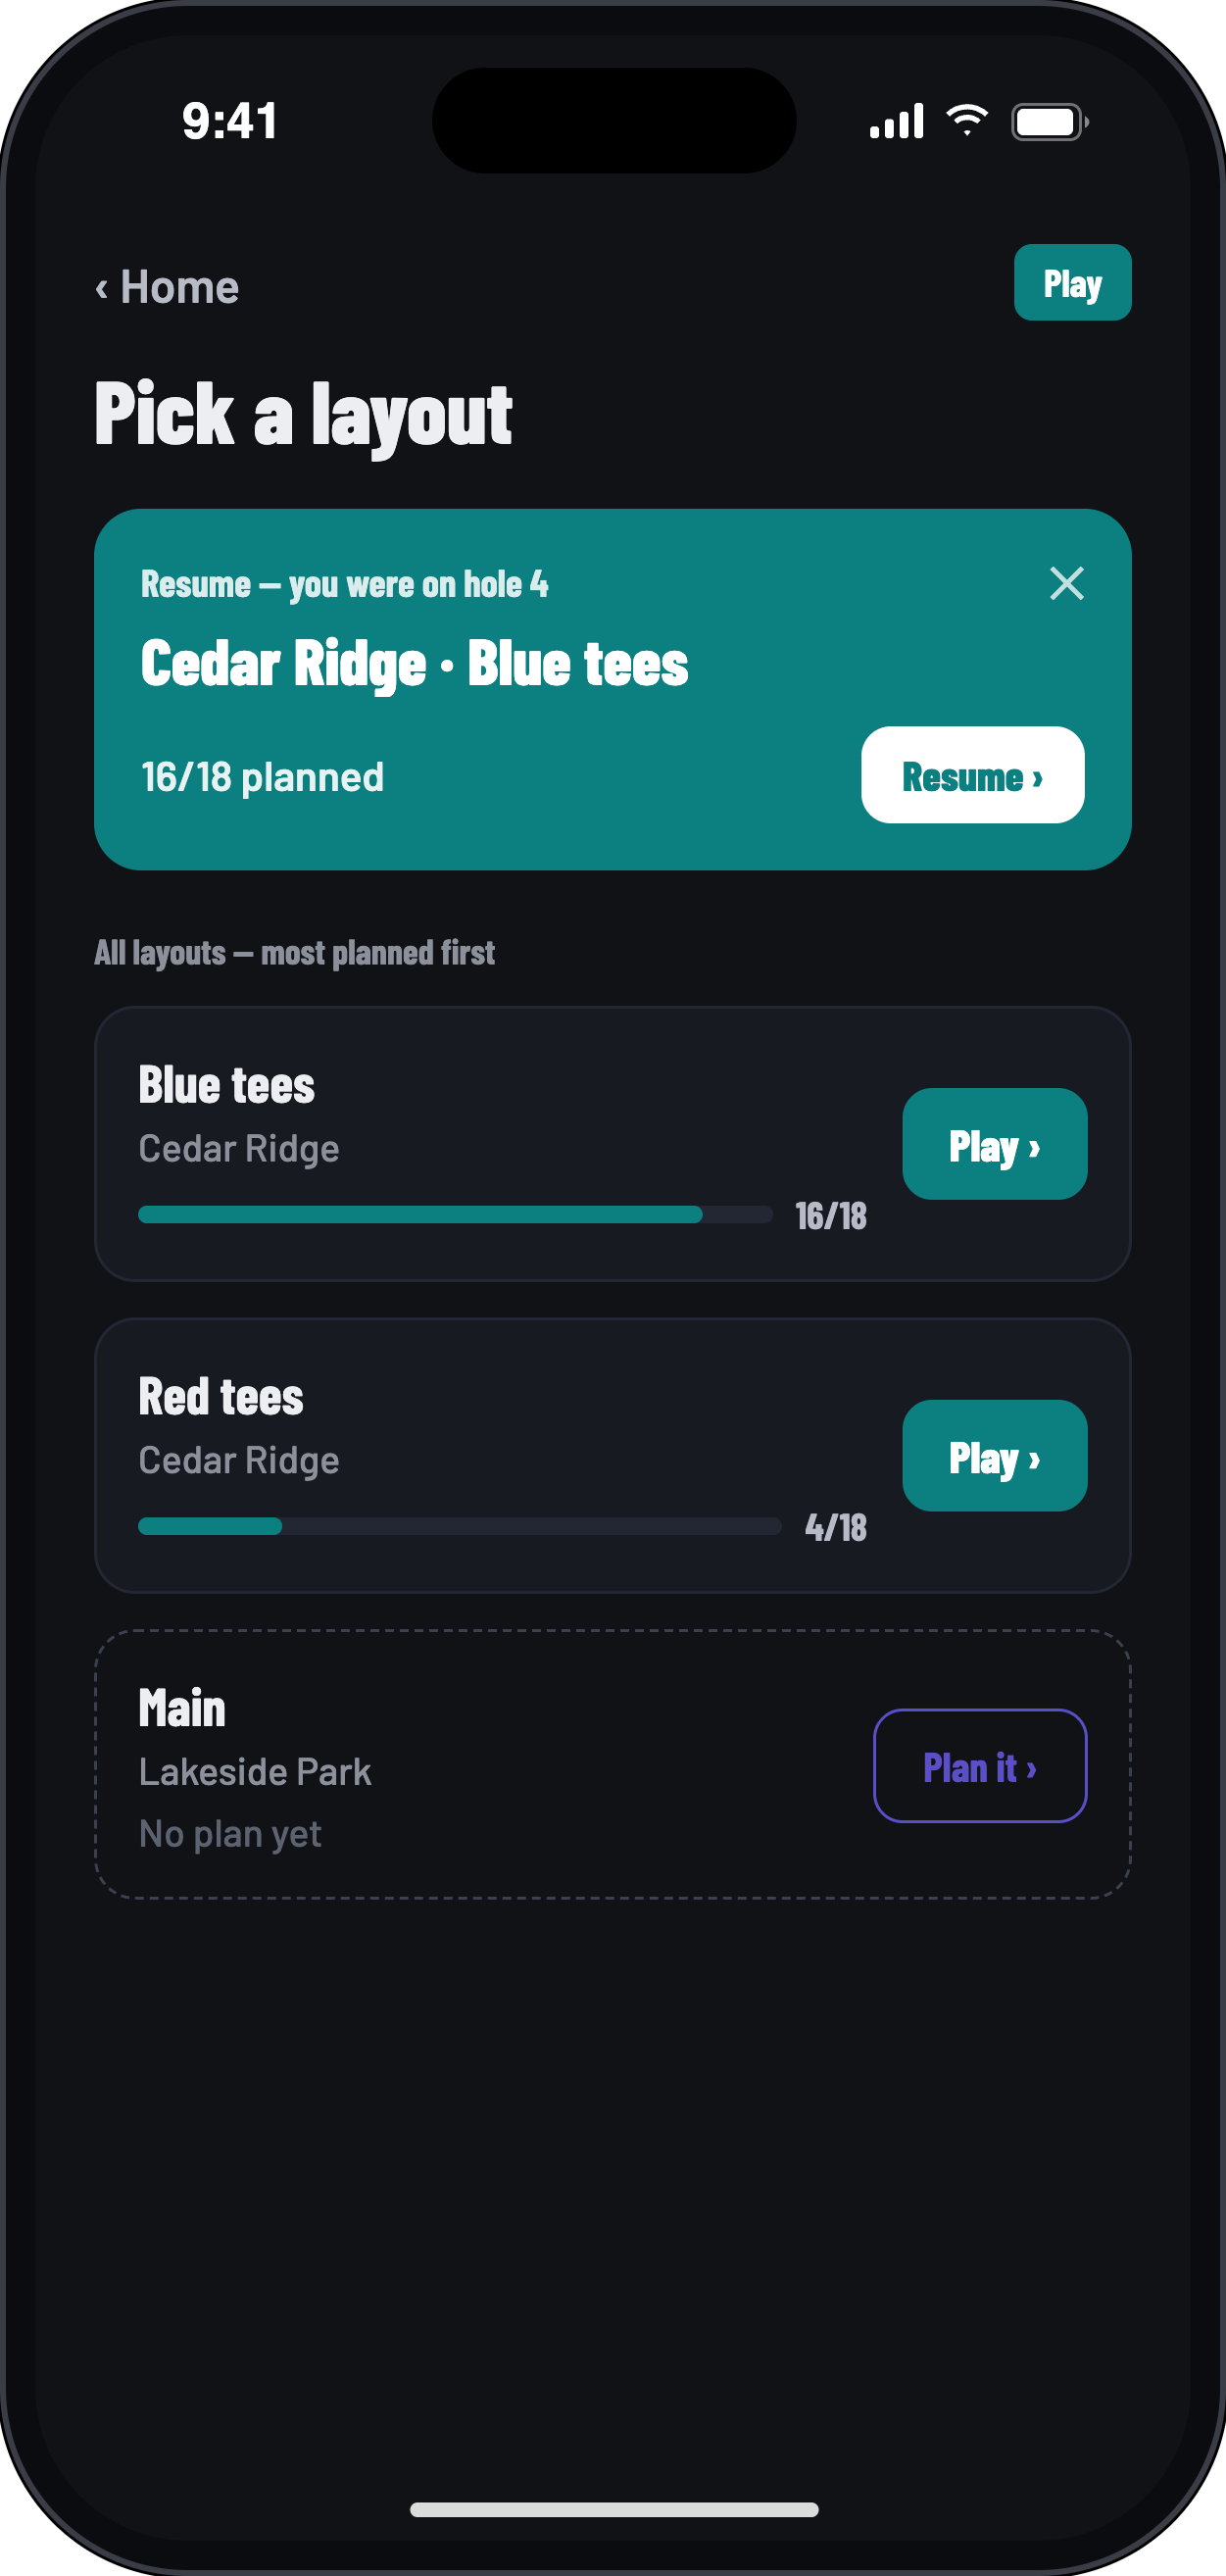 9:41
‹ Home
Play
Pick a layout
Resume — you were on hole 4
Cedar Ridge · Blue tees
16/18 planned
Resume ›
All layouts — most planned first
Blue tees
Cedar Ridge
16/18
Play ›
Red tees
Cedar Ridge
4/18
Play ›
Main
Lakeside Park
No plan yet
Plan it ›